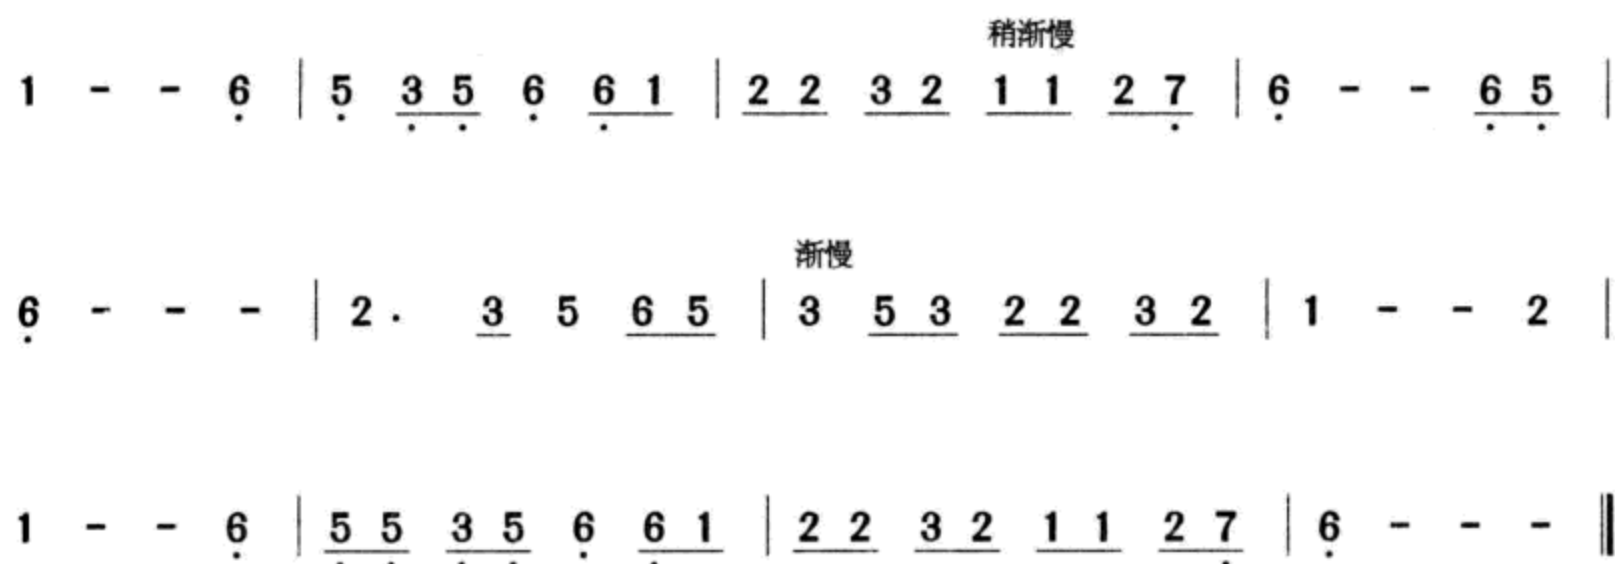 稍渐慢
1 - - 6̣ | 5̣ 3̣ 5̣ 6̣ 6̣ 1 | 2 2 3 2 1 1 2 7̣ | 6̣ - - 6̣ 5̣ |
渐慢
6̣ - - - | 2 · 3 5 6 5 | 3 5 3 2 2 3 2 | 1 - - 2 |
1 - - 6̣ | 5̣ 5̣ 3̣ 5̣ 6̣ 6̣ 1 | 2 2 3 2 1 1 2 7̣ | 6̣ - - - ‖